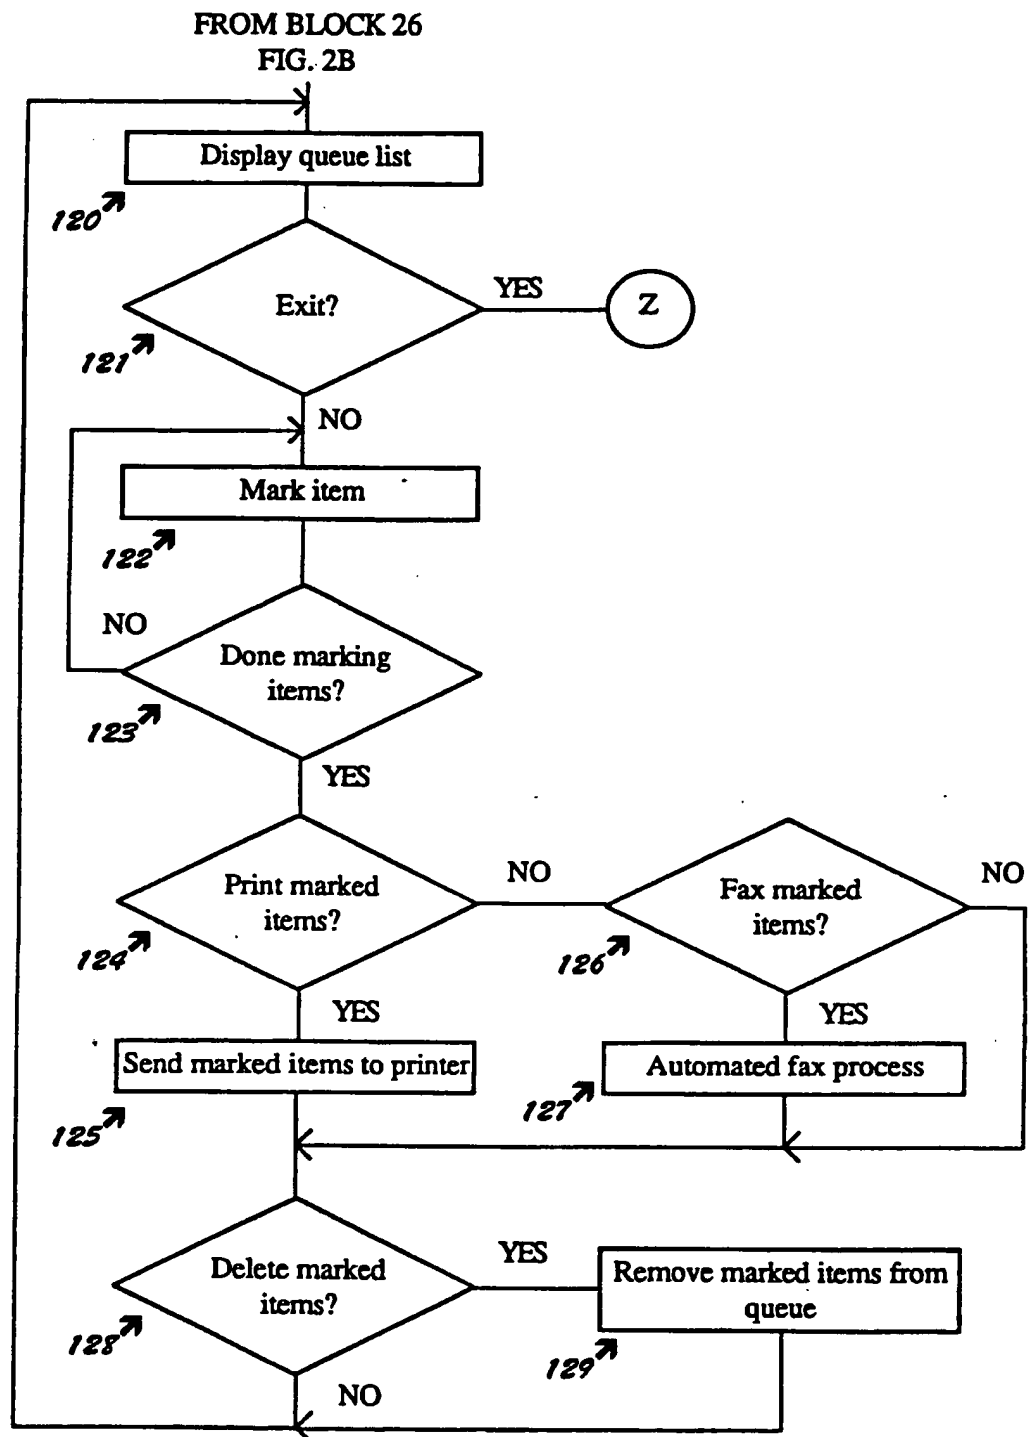 FROM BLOCK 26
FIG. 2B
Display queue list
120
Exit?
YES
Z
121
NO
Mark item
122
NO
Done marking
items?
123
YES
Print marked
items?
NO
Fax marked
items?
NO
124
126
YES
YES
Send marked items to printer
Automated fax process
125
127
Delete marked
items?
YES
Remove marked items from
queue
128
129
NO